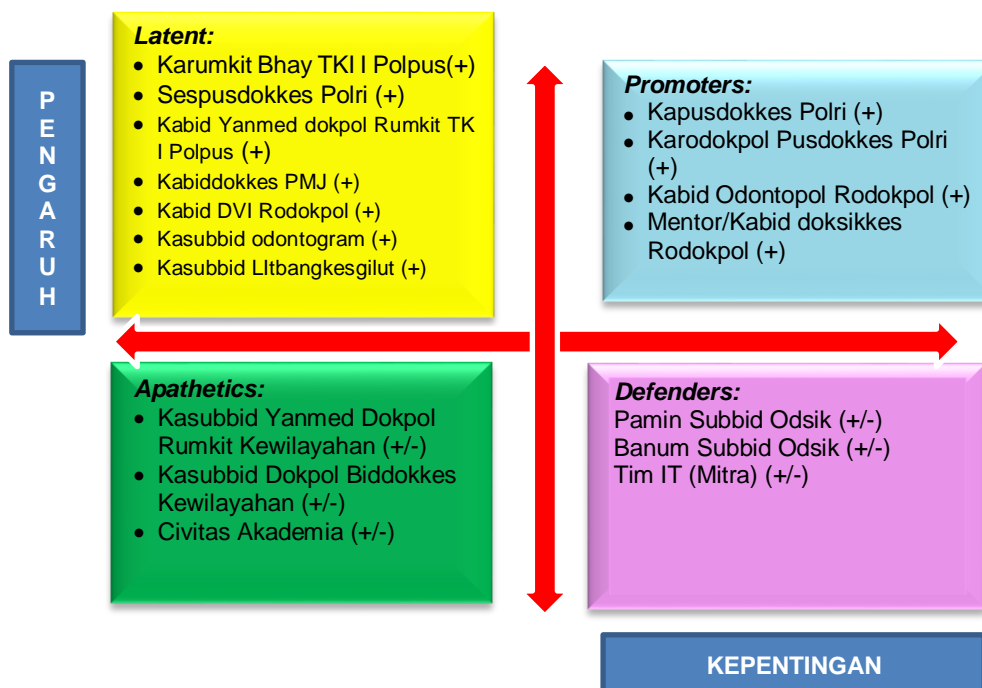 PENGARUH
Latent:
• Karumkit Bhay TKI I Polpus(+)
• Sespusdokkes Polri (+)
• Kabid Yanmed dokpol Rumkit TK
I Polpus (+)
• Kabiddokkes PMJ (+)
• Kabid DVI Rodokpol (+)
• Kasubbid odontogram (+)
• Kasubbid LItbangkesgilut (+)
Promoters:
• Kapusdokkes Polri (+)
• Karodokpol Pusdokkes Polri
(+)
• Kabid Odontopol Rodokpol (+)
• Mentor/Kabid doksikkes
Rodokpol (+)
Apathetics:
• Kasubbid Yanmed Dokpol
Rumkit Kewilayahan (+/-)
• Kasubbid Dokpol Biddokkes
Kewilayahan (+/-)
• Civitas Akademia (+/-)
Defenders:
Pamin Subbid Odsik (+/-)
Banum Subbid Odsik (+/-)
Tim IT (Mitra) (+/-)
KEPENTINGAN